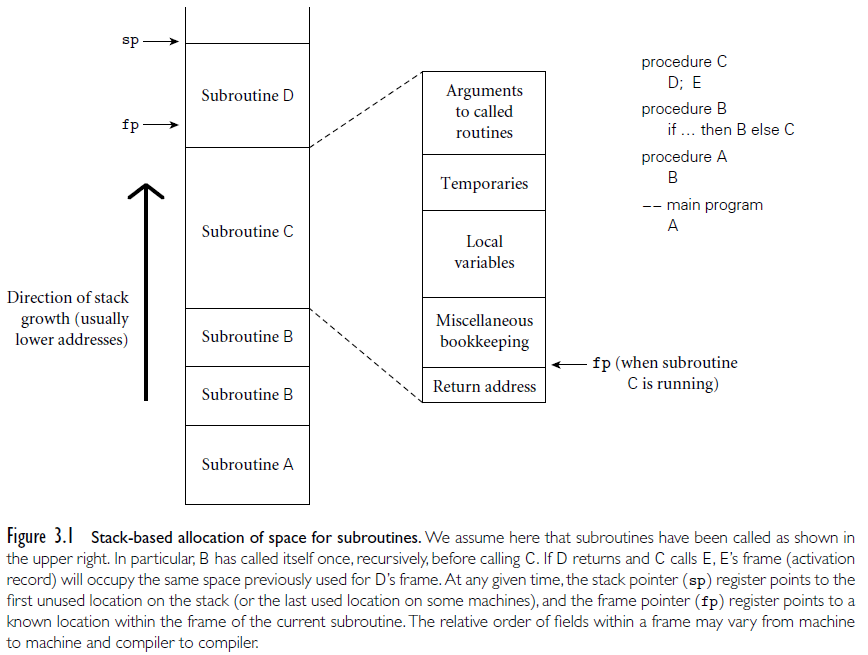 sp
fp
Subroutine D
Subroutine C
Subroutine B
Subroutine B
Subroutine A
Direction of stack
growth (usually
lower addresses)
Arguments
to called
routines
Temporaries
Local
variables
Miscellaneous
bookkeeping
Return address
fp (when subroutine
C is running)
procedure C
D; E
procedure B
if ... then B else C
procedure A
B
-- main program
A
Figure 3.1 Stack-based allocation of space for subroutines. We assume here that subroutines have been called as shown in
the upper right. In particular, B has called itself once, recursively, before calling C. If D returns and C calls E, E's frame (activation
record) will occupy the same space previously used for D's frame. At any given time, the stack pointer (sp) register points to the
first unused location on the stack (or the last used location on some machines), and the frame pointer (fp) register points to a
known location within the frame of the current subroutine. The relative order of fields within a frame may vary from machine
to machine and compiler to compiler.